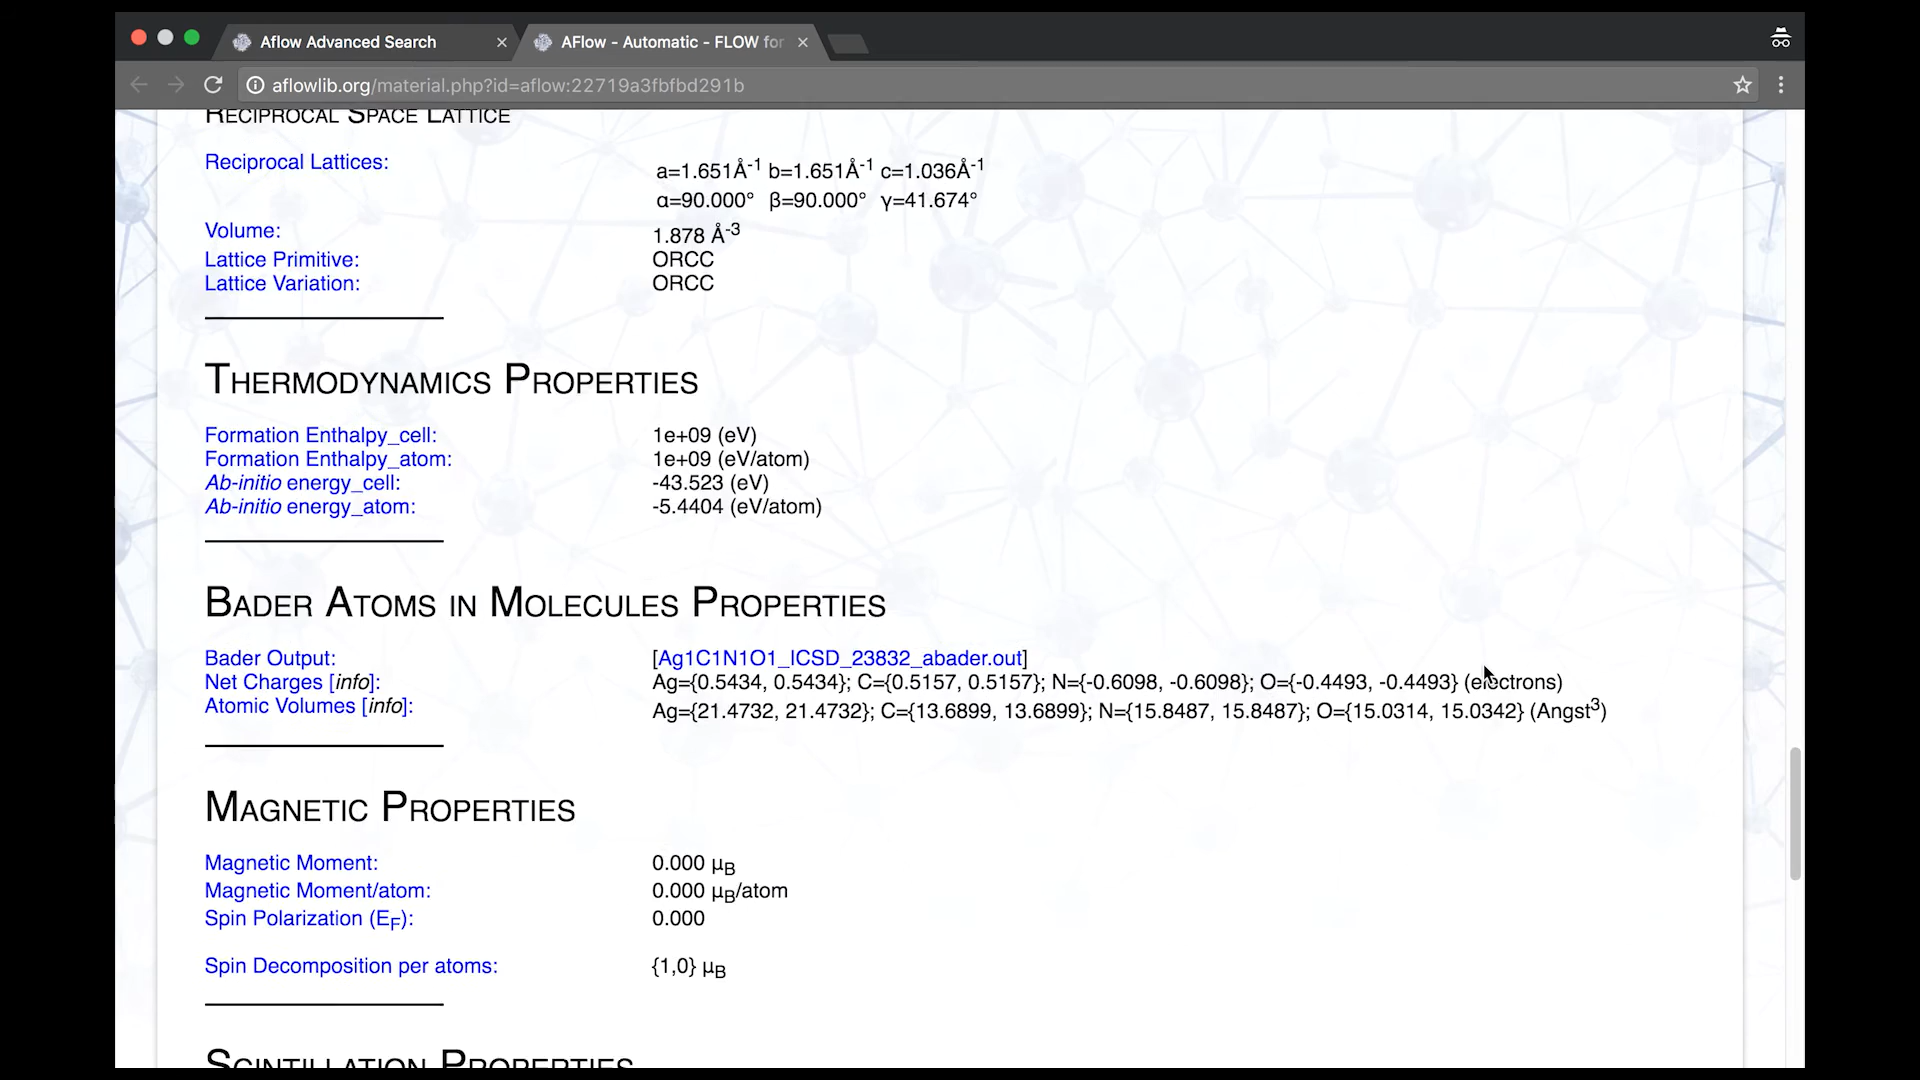 Aflow Advanced Search
AFlow - Automatic - FLOW for
aflowlib.org/material.php?id=aflow:22719a3fbfbd291b
Reciprocal Space Lattice
Reciprocal Lattices: a=1.651Å⁻¹ b=1.651Å⁻¹ c=1.036Å⁻¹
α=90.000° β=90.000° γ=41.674°
Volume: 1.878 Å⁻³
Lattice Primitive: ORCC
Lattice Variation: ORCC
Thermodynamics Properties
Formation Enthalpy_cell: 1e+09 (eV)
Formation Enthalpy_atom: 1e+09 (eV/atom)
Ab-initio energy_cell: -43.523 (eV)
Ab-initio energy_atom: -5.4404 (eV/atom)
Bader Atoms in Molecules Properties
Bader Output: [Ag1C1N1O1_ICSD_23832_abader.out]
Net Charges [info]: Ag={0.5434, 0.5434}; C={0.5157, 0.5157}; N={-0.6098, -0.6098}; O={-0.4493, -0.4493} (electrons)
Atomic Volumes [info]: Ag={21.4732, 21.4732}; C={13.6899, 13.6899}; N={15.8487, 15.8487}; O={15.0314, 15.0342} (Angst³)
Magnetic Properties
Magnetic Moment: 0.000 μB
Magnetic Moment/atom: 0.000 μB/atom
Spin Polarization (EF): 0.000
Spin Decomposition per atoms: {1,0} μB
Scintillation Properties